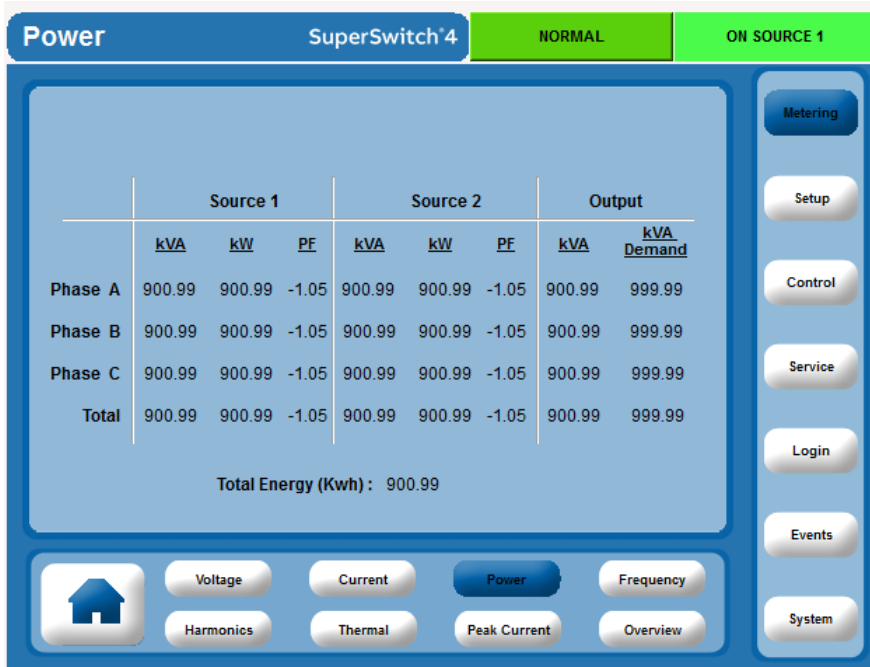 Power SuperSwitch°4 NORMAL ON SOURCE 1
Source 1 Source 2 Output
kVA kW PF kVA kW PF kVA kVA Demand
Phase A 900.99 900.99 -1.05 900.99 900.99 -1.05 900.99 999.99
Phase B 900.99 900.99 -1.05 900.99 900.99 -1.05 900.99 999.99
Phase C 900.99 900.99 -1.05 900.99 900.99 -1.05 900.99 999.99
Total 900.99 900.99 -1.05 900.99 900.99 -1.05 900.99 999.99
Total Energy (Kwh) : 900.99
Voltage Current Power Frequency
Harmonics Thermal Peak Current Overview
Metering
Setup
Control
Service
Login
Events
System